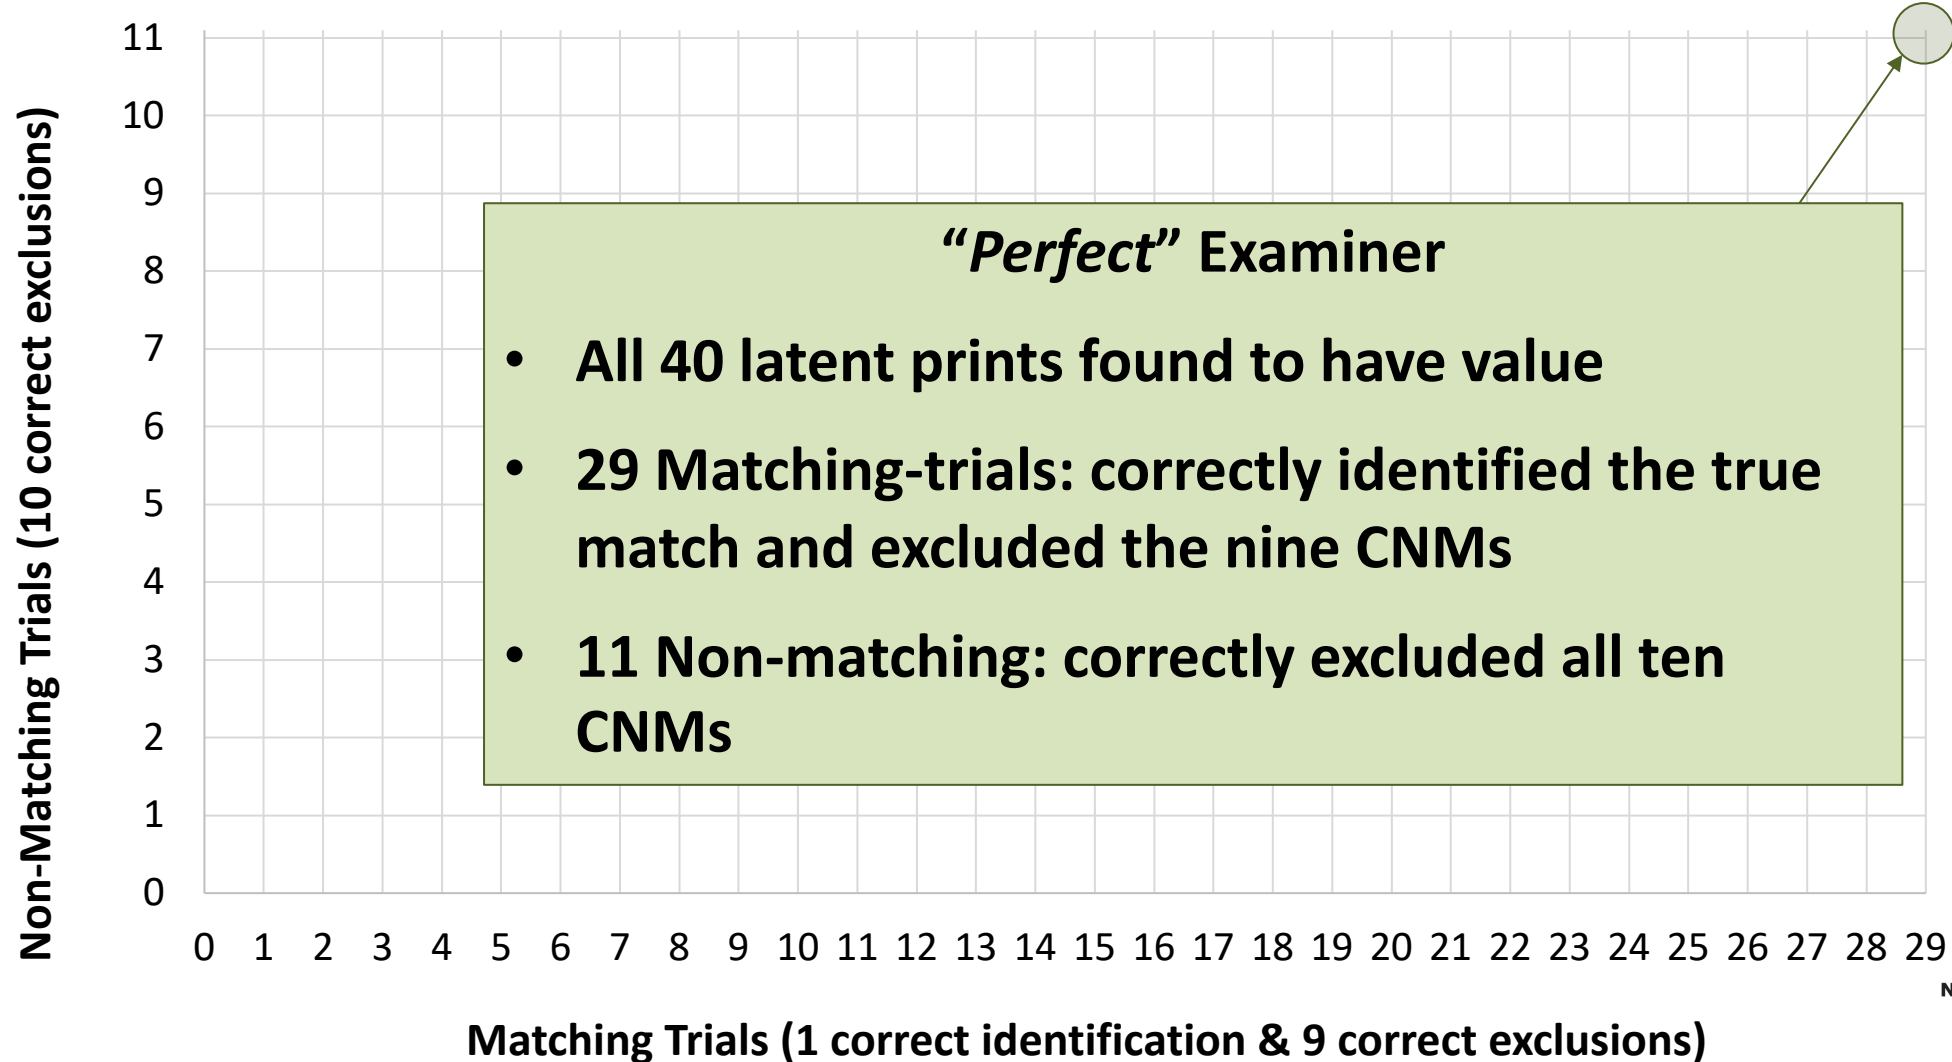 Non-Matching Trials (10 correct exclusions)
11
10
9
8
7
6
5
4
3
2
1
0
“Perfect” Examiner
• All 40 latent prints found to have value
• 29 Matching-trials: correctly identified the true
match and excluded the nine CNMs
• 11 Non-matching: correctly excluded all ten
CNMs
0 1 2 3 4 5 6 7 8 9 10 11 12 13 14 15 16 17 18 19 20 21 22 23 24 25 26 27 28 29
N
Matching Trials (1 correct identification & 9 correct exclusions)